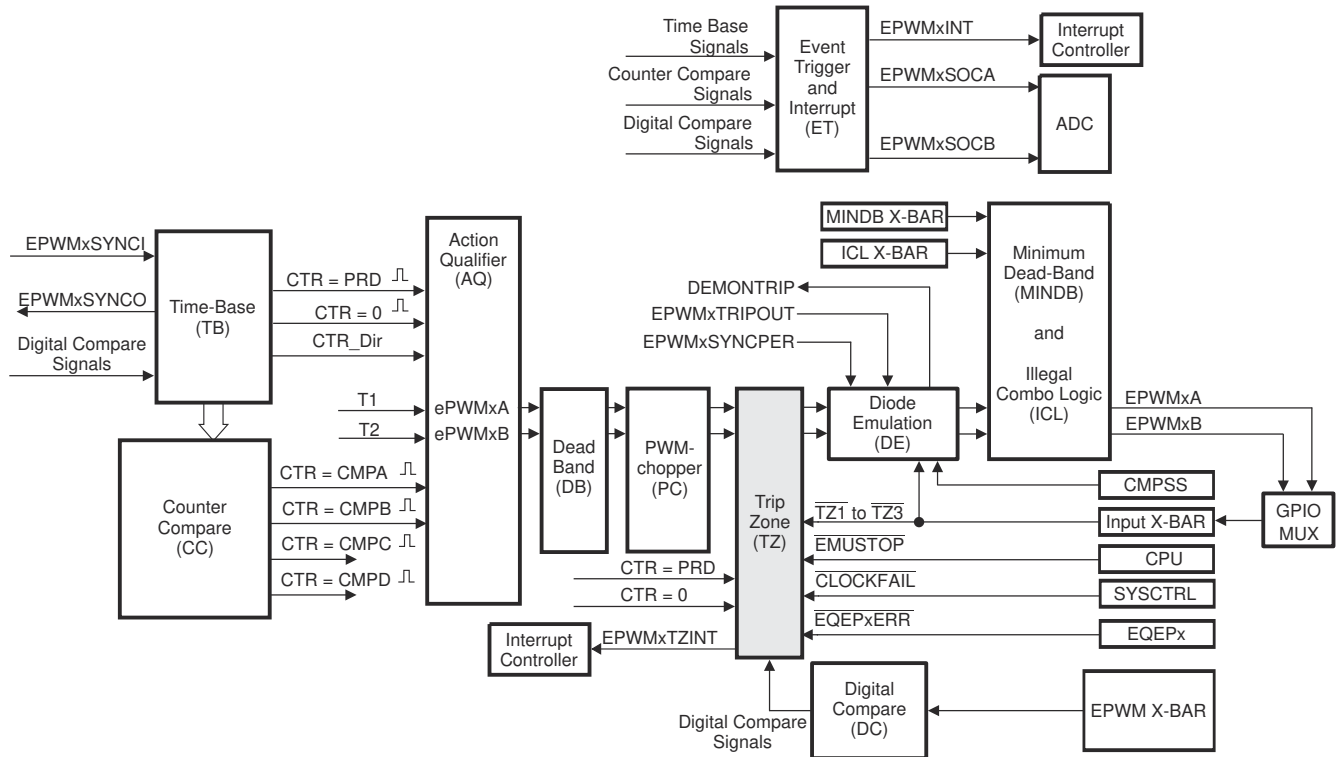 Time Base
Signals
Counter Compare
Signals
Digital Compare
Signals
Event
Trigger
and
Interrupt
(ET)
EPWMxINT
EPWMxSOCA
EPWMxSOCB
Interrupt
Controller
ADC
EPWMxSYNCI
EPWMxSYNCO
Digital Compare
Signals
Time-Base
(TB)
CTR = PRD
CTR = 0
CTR_Dir
T1
T2
Action
Qualifier
(AQ)
ePWMxA
ePWMxB
Counter
Compare
(CC)
CTR = CMPA
CTR = CMPB
CTR = CMPC
CTR = CMPD
Dead
Band
(DB)
PWM-
chopper
(PC)
Trip
Zone
(TZ)
CTR = PRD
CTR = 0
EPWMxTZINT
Interrupt
Controller
DEMONTRIP
EPWMxTRIPOUT
EPWMxSYNCPER
Diode
Emulation
(DE)
MINDB X-BAR
ICL X-BAR
Minimum
Dead-Band
(MINDB)
and
Illegal
Combo Logic
(ICL)
EPWMxA
EPWMxB
GPIO
MUX
CMPSS
TZ1 to TZ3
Input X-BAR
EMUSTOP
CPU
CLOCKFAIL
SYSCTRL
EQEPxERR
EQEPx
Digital Compare
Signals
Digital
Compare
(DC)
EPWM X-BAR